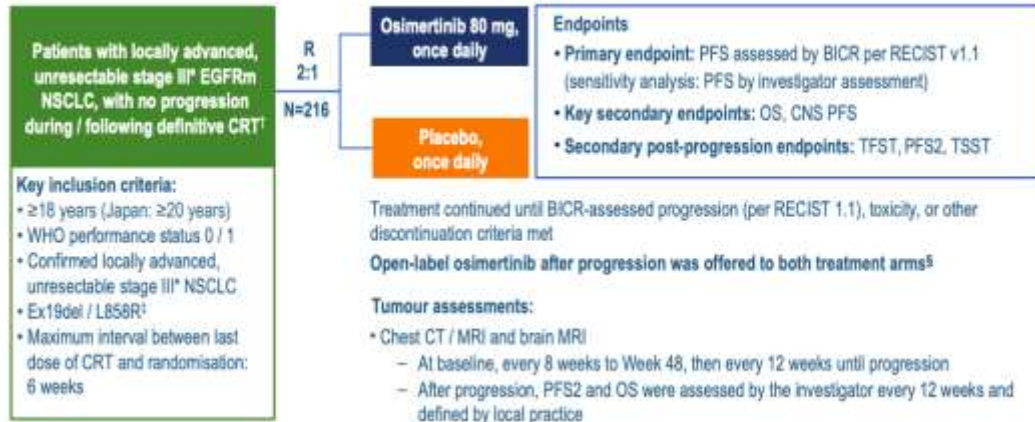 Patients with locally advanced,
unresectable stage III* EGFRm
NSCLC, with no progression
during / following definitive CRT†
Key inclusion criteria:
• ≥18 years (Japan: ≥20 years)
• WHO performance status 0 / 1
• Confirmed locally advanced,
unresectable stage III* NSCLC
• Ex19del / L858R‡
• Maximum interval between last
dose of CRT and randomisation:
6 weeks
R
2:1
N=216
Osimertinib 80 mg,
once daily
Placebo,
once daily
Endpoints
• Primary endpoint: PFS assessed by BICR per RECIST v1.1
(sensitivity analysis: PFS by investigator assessment)
• Key secondary endpoints: OS, CNS PFS
• Secondary post-progression endpoints: TFST, PFS2, TSST
Treatment continued until BICR-assessed progression (per RECIST 1.1), toxicity, or other
discontinuation criteria met
Open-label osimertinib after progression was offered to both treatment arms§
Tumour assessments:
• Chest CT / MRI and brain MRI
– At baseline, every 8 weeks to Week 48, then every 12 weeks until progression
– After progression, PFS2 and OS were assessed by the investigator every 12 weeks and
defined by local practice